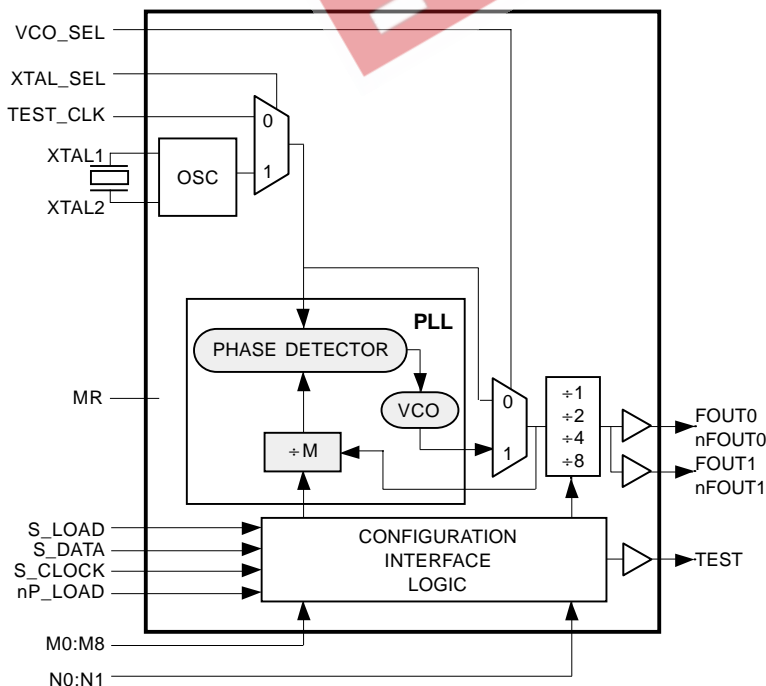 VCO_SEL
XTAL_SEL
TEST_CLK
0
XTAL1
OSC
1
XTAL2
PLL
PHASE DETECTOR
MR
VCO
0
1
÷1
÷2
÷4
÷8
FOUT0
nFOUT0
FOUT1
nFOUT1
÷M
S_LOAD
S_DATA
S_CLOCK
nP_LOAD
CONFIGURATION
INTERFACE
LOGIC
TEST
M0:M8
N0:N1